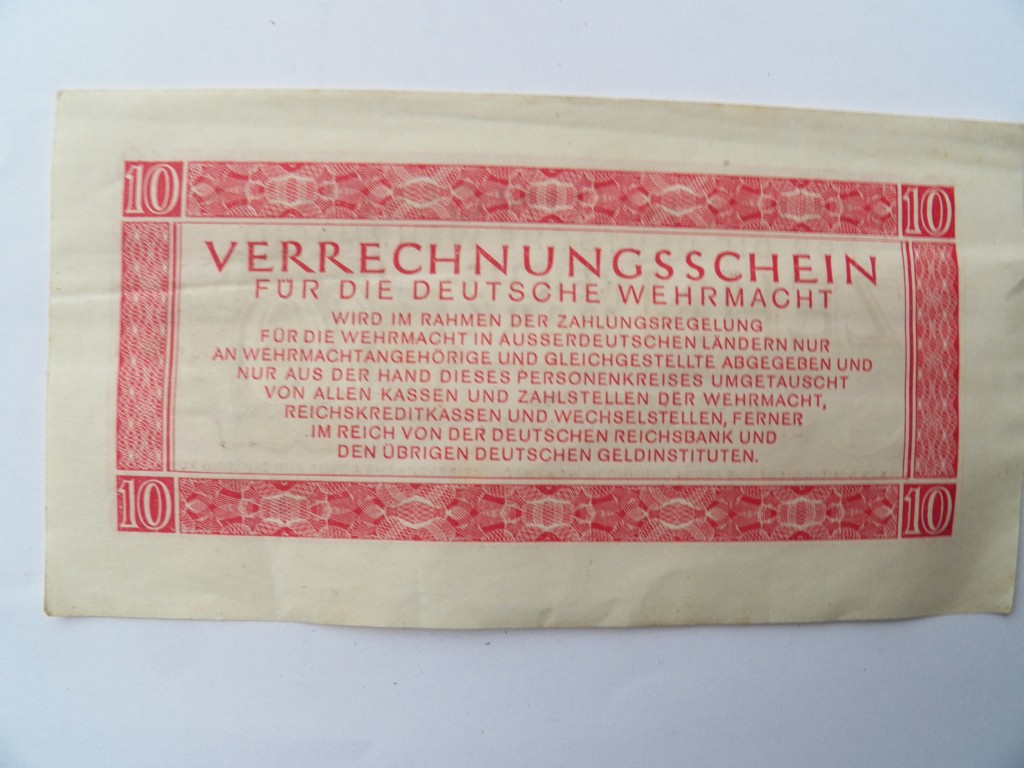 10 10
VERRECHNUNGSSCHEIN
FÜR DIE DEUTSCHE WEHRMACHT
WIRD IM RAHMEN DER ZAHLUNGSREGELUNG
FÜR DIE WEHRMACHT IN AUSSERDEUTSCHEN LÄNDERN NUR
AN WEHRMACHTANGEHÖRIGE UND GLEICHGESTELLTE ABGEGEBEN UND
NUR AUS DER HAND DIESES PERSONENKREISES UMGETAUSCHT
VON ALLEN KASSEN UND ZAHLSTELLEN DER WEHRMACHT,
REICHSKREDITKASSEN UND WECHSELSTELLEN, FERNER
IM REICH VON DER DEUTSCHEN REICHSBANK UND
DEN ÜBRIGEN DEUTSCHEN GELDINSTITUTEN.
10 10